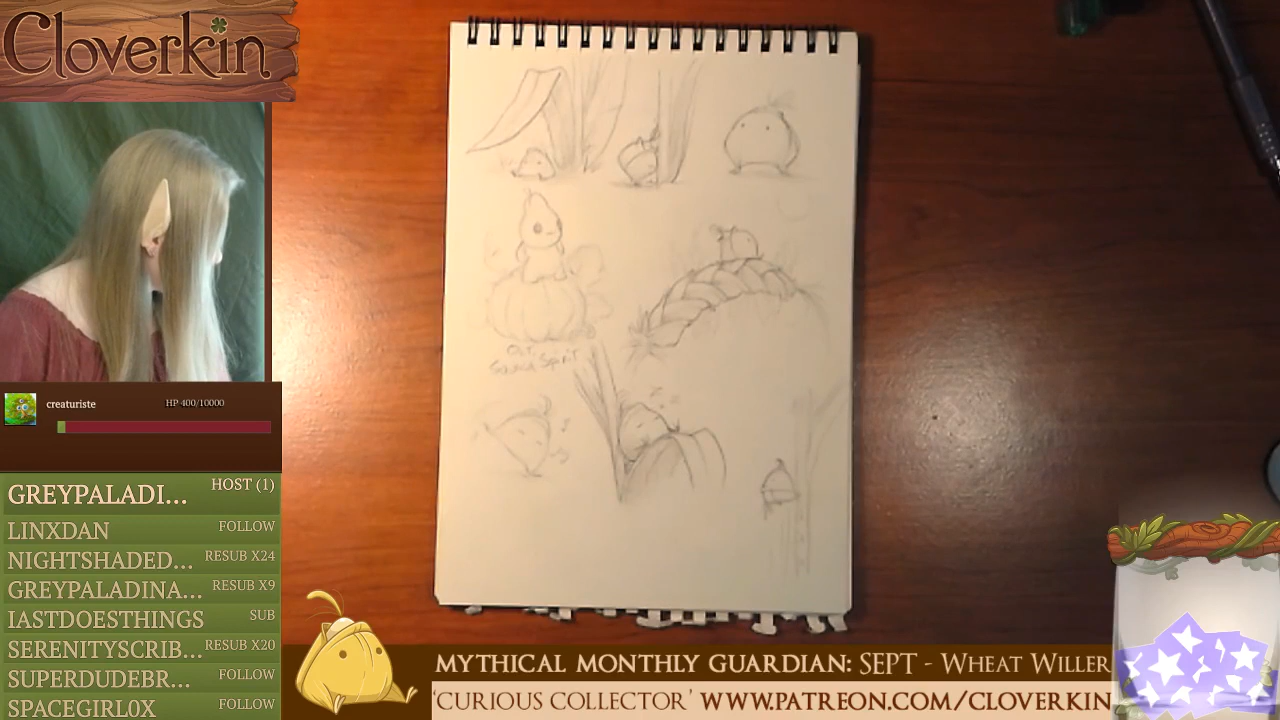 Cloverkin
creaturiste HP 400/10000
GREYPALADI... HOST (1)
LINXDAN FOLLOW
NIGHTSHADED... RESUB X24
GREYPALADINA... RESUB X9
IASTDOESTHINGS SUB
SERENITYSCRIB... RESUB X20
SUPERDUDEBR... FOLLOW
SPACEGIRL0X FOLLOW
Spirit
MYTHICAL MONTHLY GUARDIAN: SEPT - WHEAT WILLER
'CURIOUS COLLECTOR' WWW.PATREON.COM/CLOVERKIN